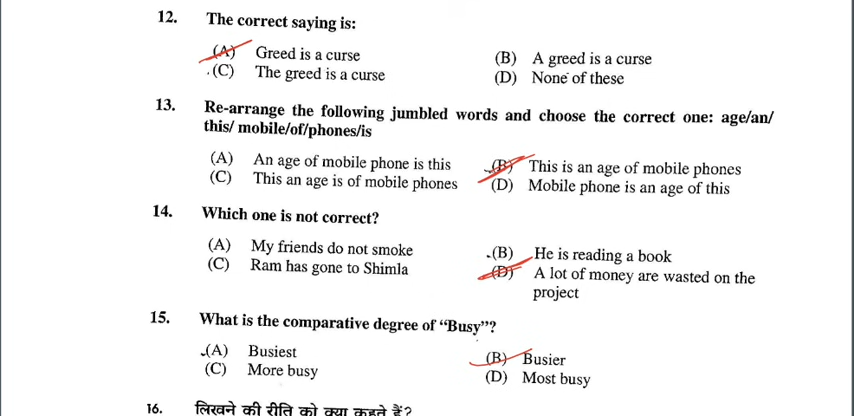 12. The correct saying is:
(A) Greed is a curse (B) A greed is a curse
(C) The greed is a curse (D) None of these
13. Re-arrange the following jumbled words and choose the correct one: age/an/
this/ mobile/of/phones/is
(A) An age of mobile phone is this (B) This is an age of mobile phones
(C) This an age is of mobile phones (D) Mobile phone is an age of this
14. Which one is not correct?
(A) My friends do not smoke (B) He is reading a book
(C) Ram has gone to Shimla (D) A lot of money are wasted on the
project
15. What is the comparative degree of “Busy”?
(A) Busiest (B) Busier
(C) More busy (D) Most busy
16. लिखने की रीति को क्या कहते हैं?